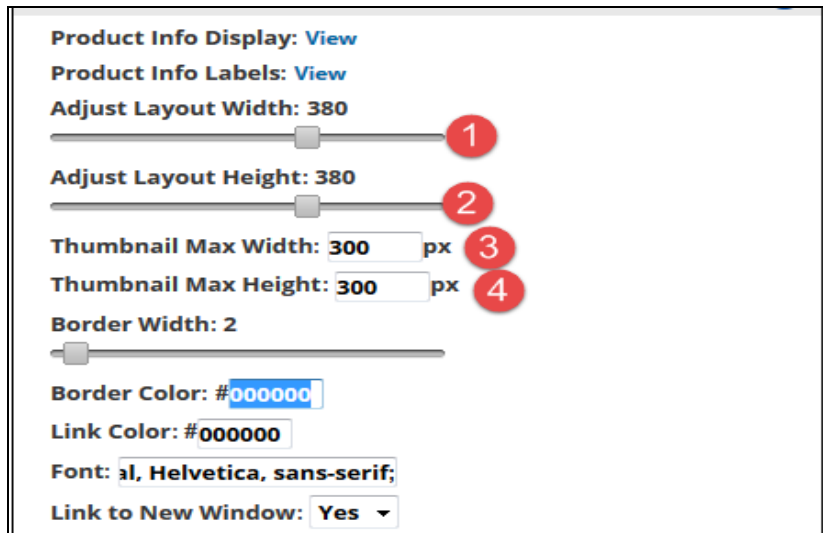 Product Info Display: View
Product Info Labels: View
Adjust Layout Width: 380
1
Adjust Layout Height: 380
2
Thumbnail Max Width: 300 px 3
Thumbnail Max Height: 300 px 4
Border Width: 2
Border Color: #000000
Link Color: #000000
Font: al, Helvetica, sans-serif;
Link to New Window: Yes